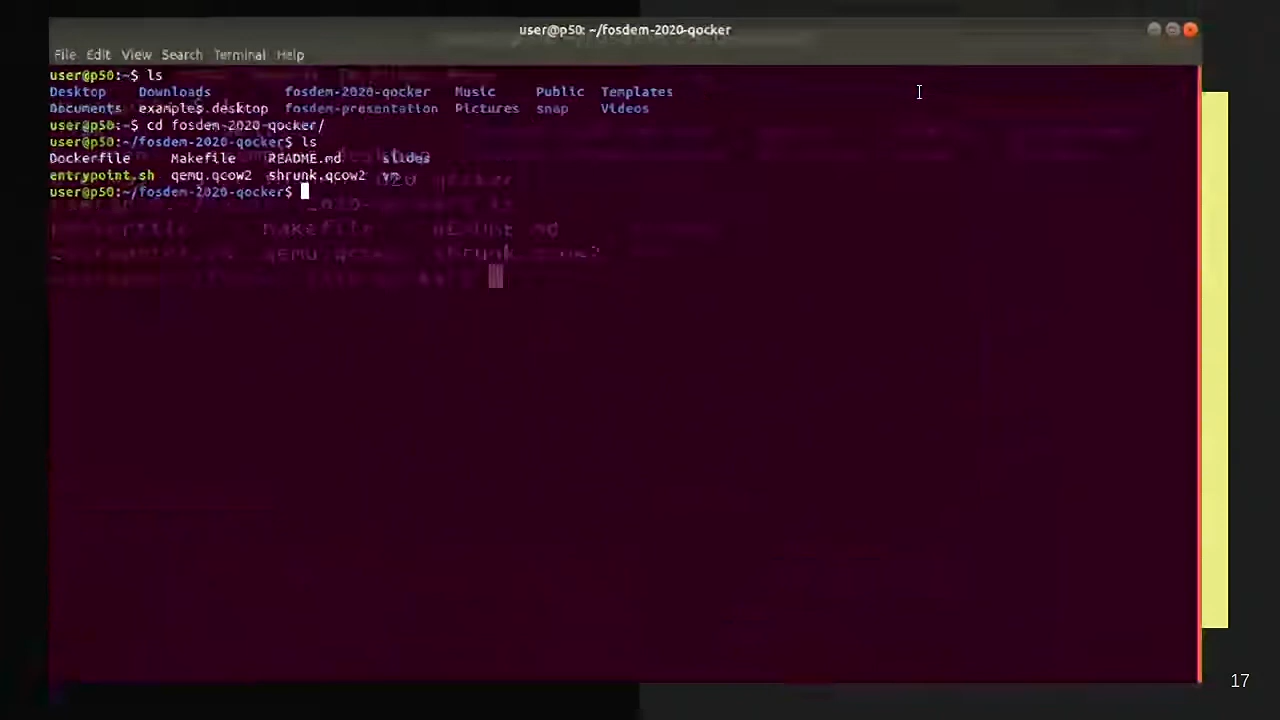 user@p50: ~/fosdem-2020-qocker
File Edit View Search Terminal Help
user@p50:~$ ls
Desktop Downloads fosdem-2020-qocker Music Public Templates
Documents examples.desktop fosdem-presentation Pictures snap Videos
user@p50:~$ cd fosdem-2020-qocker/
user@p50:~/fosdem-2020-qocker$ ls
Dockerfile Makefile README.md slides
entrypoint.sh qemu.qcow2 shrunk.qcow2 vm
user@p50:~/fosdem-2020-qocker$
17